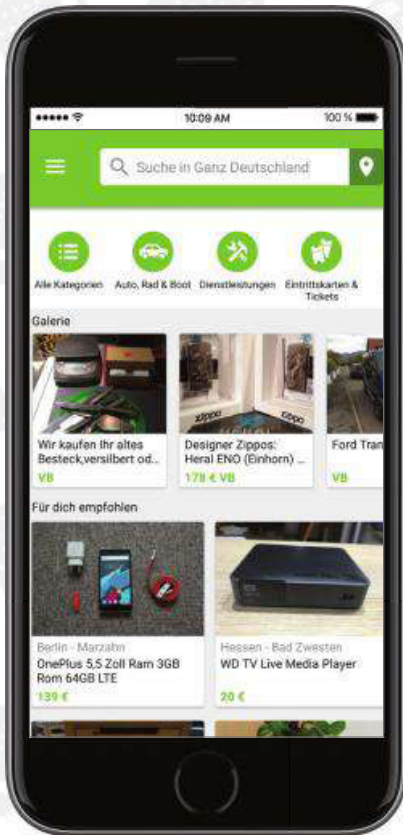 10:09 AM
100 %
Suche in Ganz Deutschland
Alle Kategorien
Auto, Rad & Boot
Dienstleistungen
Eintrittskarten &
Tickets
Galerie
zippo
zippo
Wir kaufen Ihr altes
Besteck,versilbert od...
VB
Designer Zippos:
Heral ENO (Einhorn) ...
178 € VB
Ford Tran
VB
Für dich empfohlen
Berlin - Marzahn
OnePlus 5,5 Zoll Ram 3GB
Rom 64GB LTE
139 €
Hessen - Bad Zwesten
WD TV Live Media Player
20 €